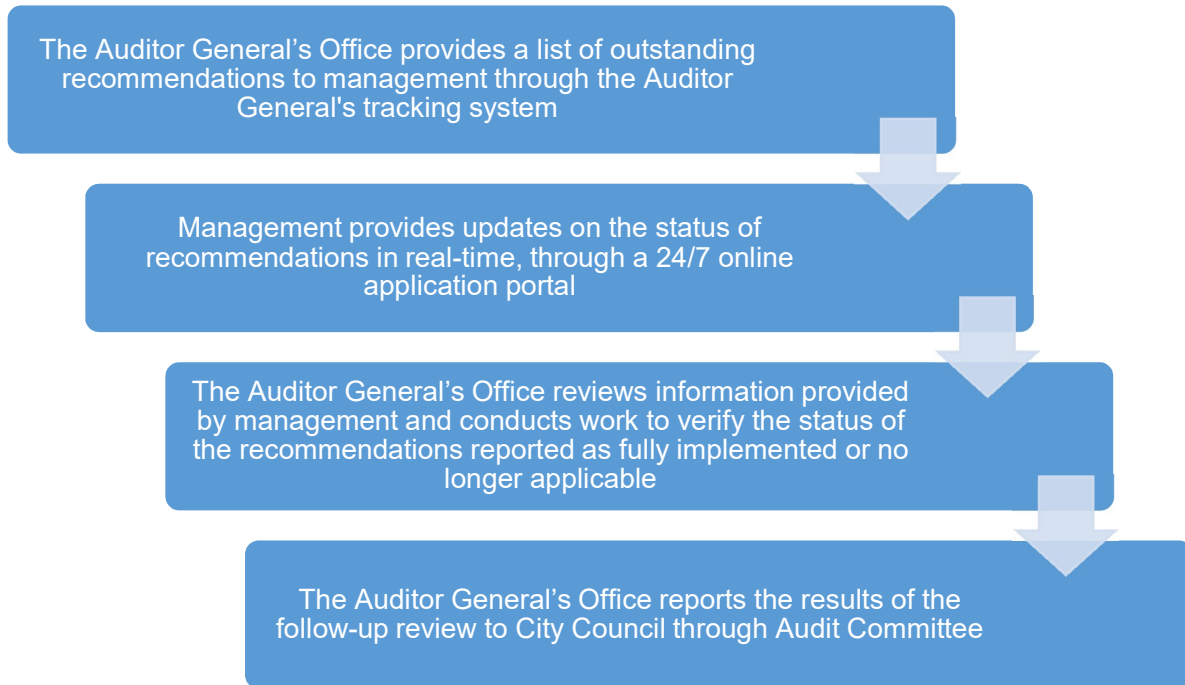 The Auditor General’s Office provides a list of outstanding
recommendations to management through the Auditor
General's tracking system
Management provides updates on the status of
recommendations in real-time, through a 24/7 online
application portal
The Auditor General’s Office reviews information provided
by management and conducts work to verify the status of
the recommendations reported as fully implemented or no
longer applicable
The Auditor General’s Office reports the results of the
follow-up review to City Council through Audit Committee